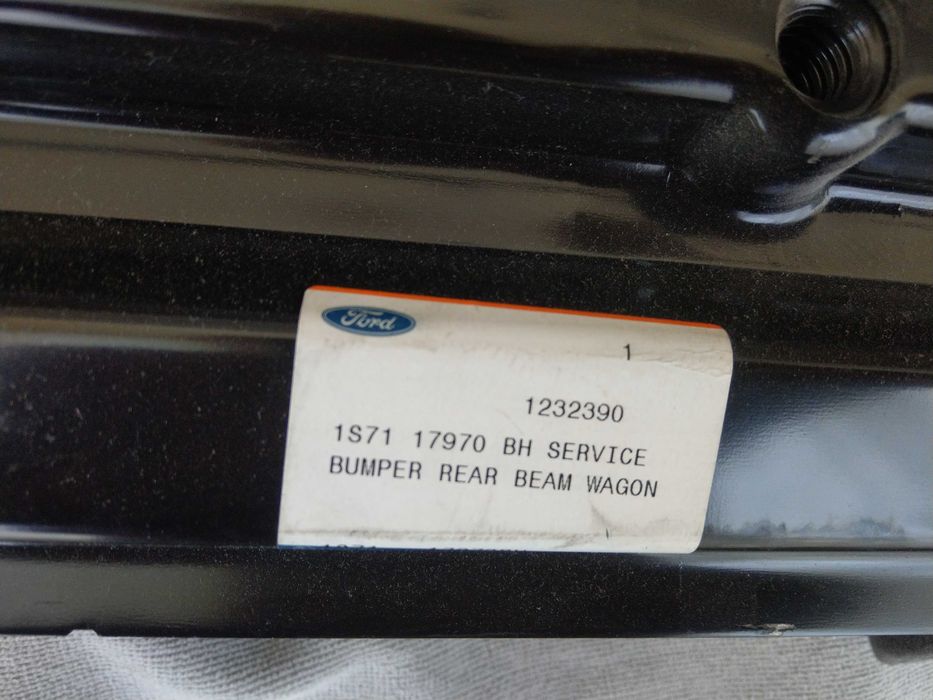 Ford
1
1232390
1S71 17970 BH SERVICE
BUMPER REAR BEAM WAGON